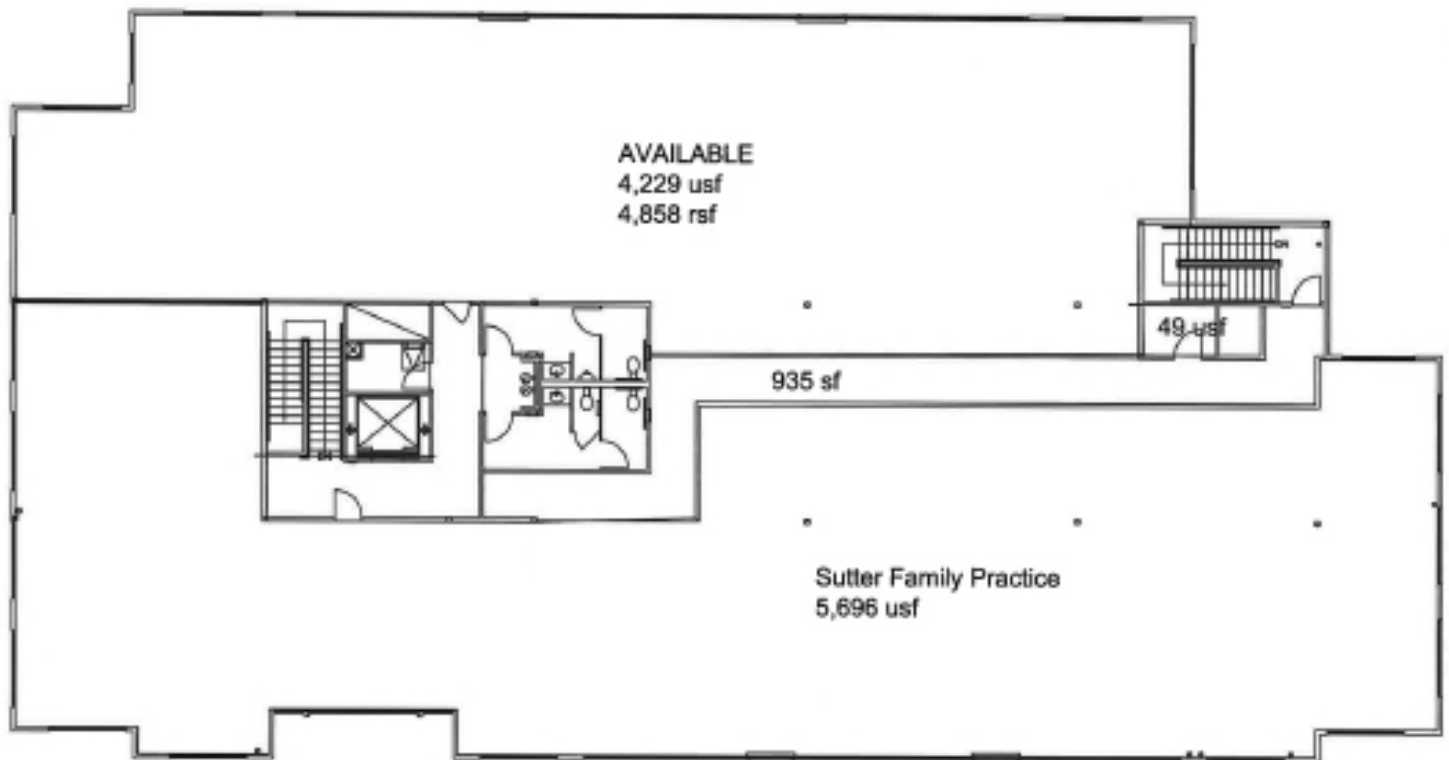 AVAILABLE
4,229 usf
4,858 rsf
49 usf
935 sf
Sutter Family Practice
5,696 usf